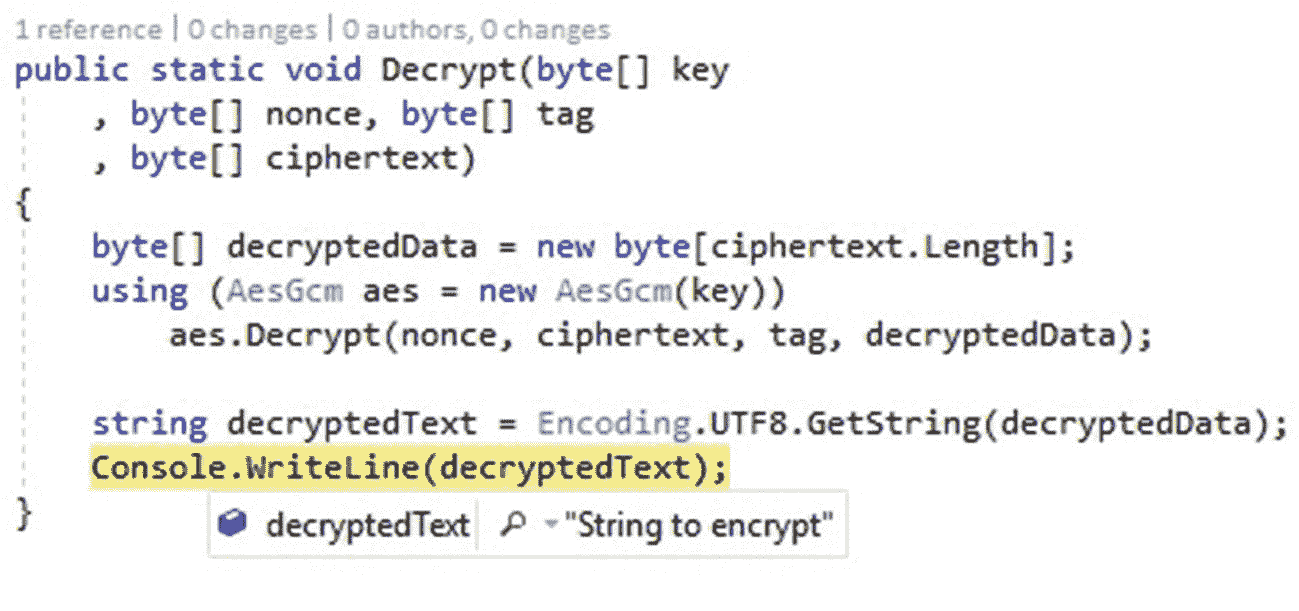 1 reference | 0 changes | 0 authors, 0 changes
public static void Decrypt(byte[] key
, byte[] nonce, byte[] tag
, byte[] ciphertext)
{
byte[] decryptedData = new byte[ciphertext.Length];
using (AesGcm aes = new AesGcm(key))
aes.Decrypt(nonce, ciphertext, tag, decryptedData);
string decryptedText = Encoding.UTF8.GetString(decryptedData);
Console.WriteLine(decryptedText);
}
decryptedText "String to encrypt"